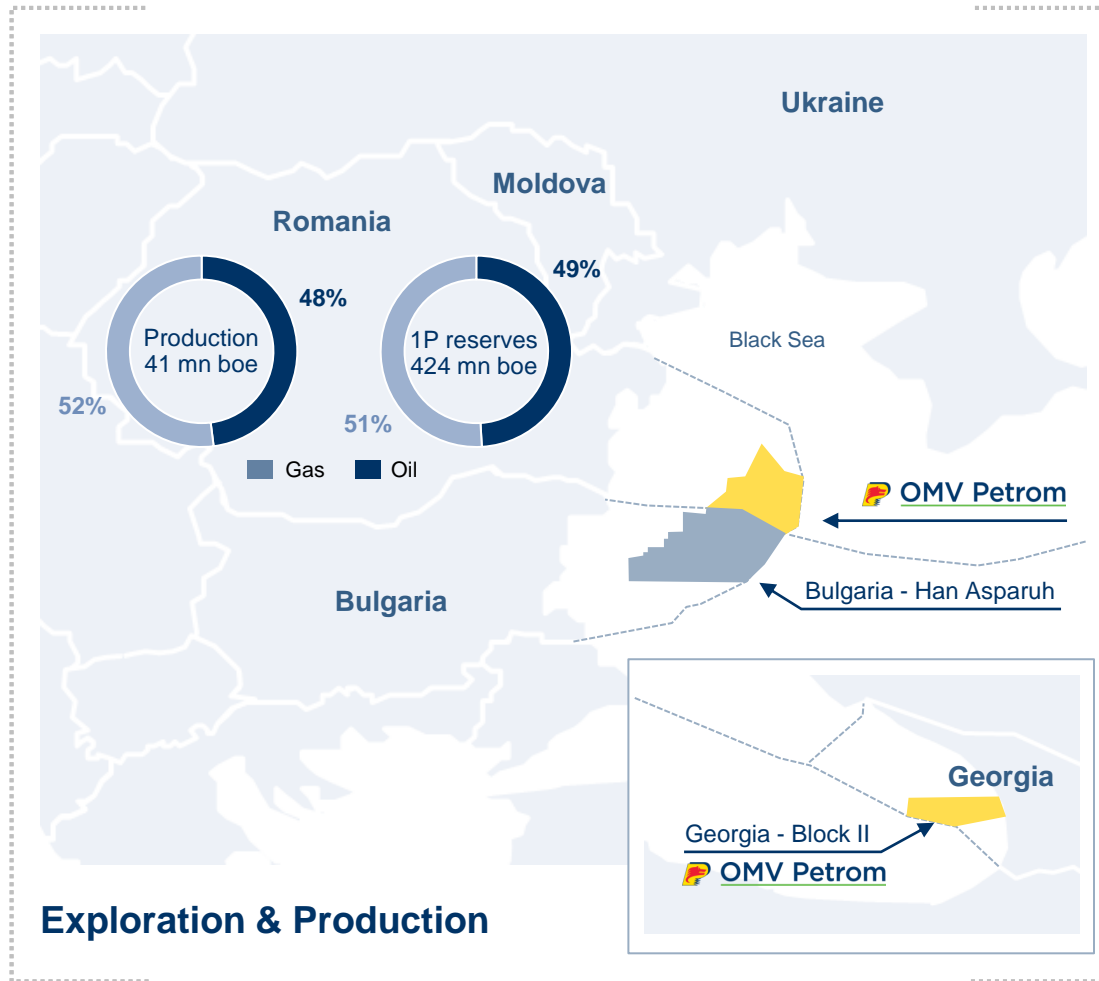 Ukraine
Moldova
Romania
49%
48%
Production
41 mn boe
1P reserves
424 mn boe
Black Sea
52%
51%
Gas
Oil
OMV Petrom
Bulgaria - Han Asparuh
Bulgaria
Georgia
Georgia - Block II
OMV Petrom
Exploration & Production